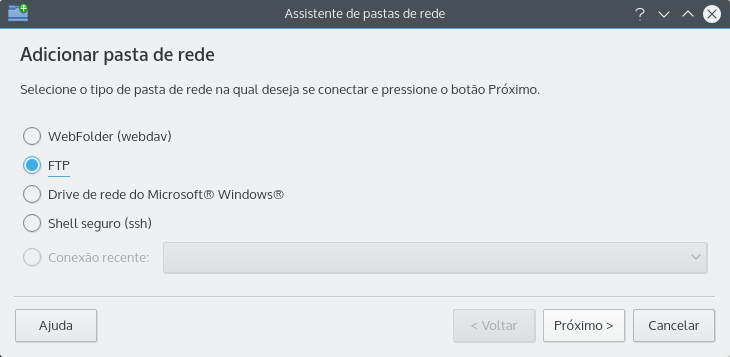 Assistente de pastas de rede
Adicionar pasta de rede
Selecione o tipo de pasta de rede na qual deseja se conectar e pressione o botão Próximo.
WebFolder (webdav)
FTP
Drive de rede do Microsoft® Windows®
Shell seguro (ssh)
Conexão recente:
Ajuda
< Voltar
Próximo >
Cancelar